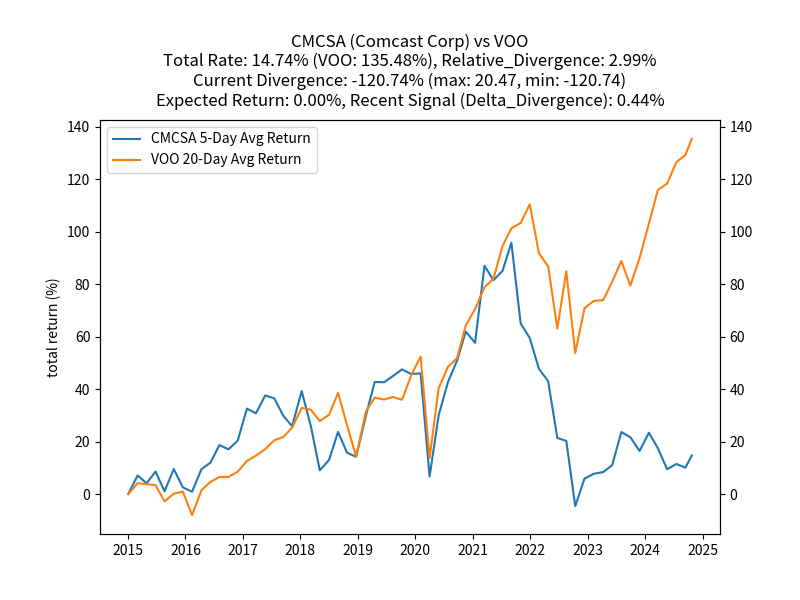 CMCSA (Comcast Corp) vs VOO
Total Rate: 14.74% (VOO: 135.48%), Relative_Divergence: 2.99%
Current Divergence: -120.74% (max: 20.47, min: -120.74)
Expected Return: 0.00%, Recent Signal (Delta_Divergence): 0.44%
CMCSA 5-Day Avg Return
VOO 20-Day Avg Return
total return (%)
140 140
120 120
100 100
80 80
60 60
40 40
20 20
0 0
2015 2016 2017 2018 2019 2020 2021 2022 2023 2024 2025